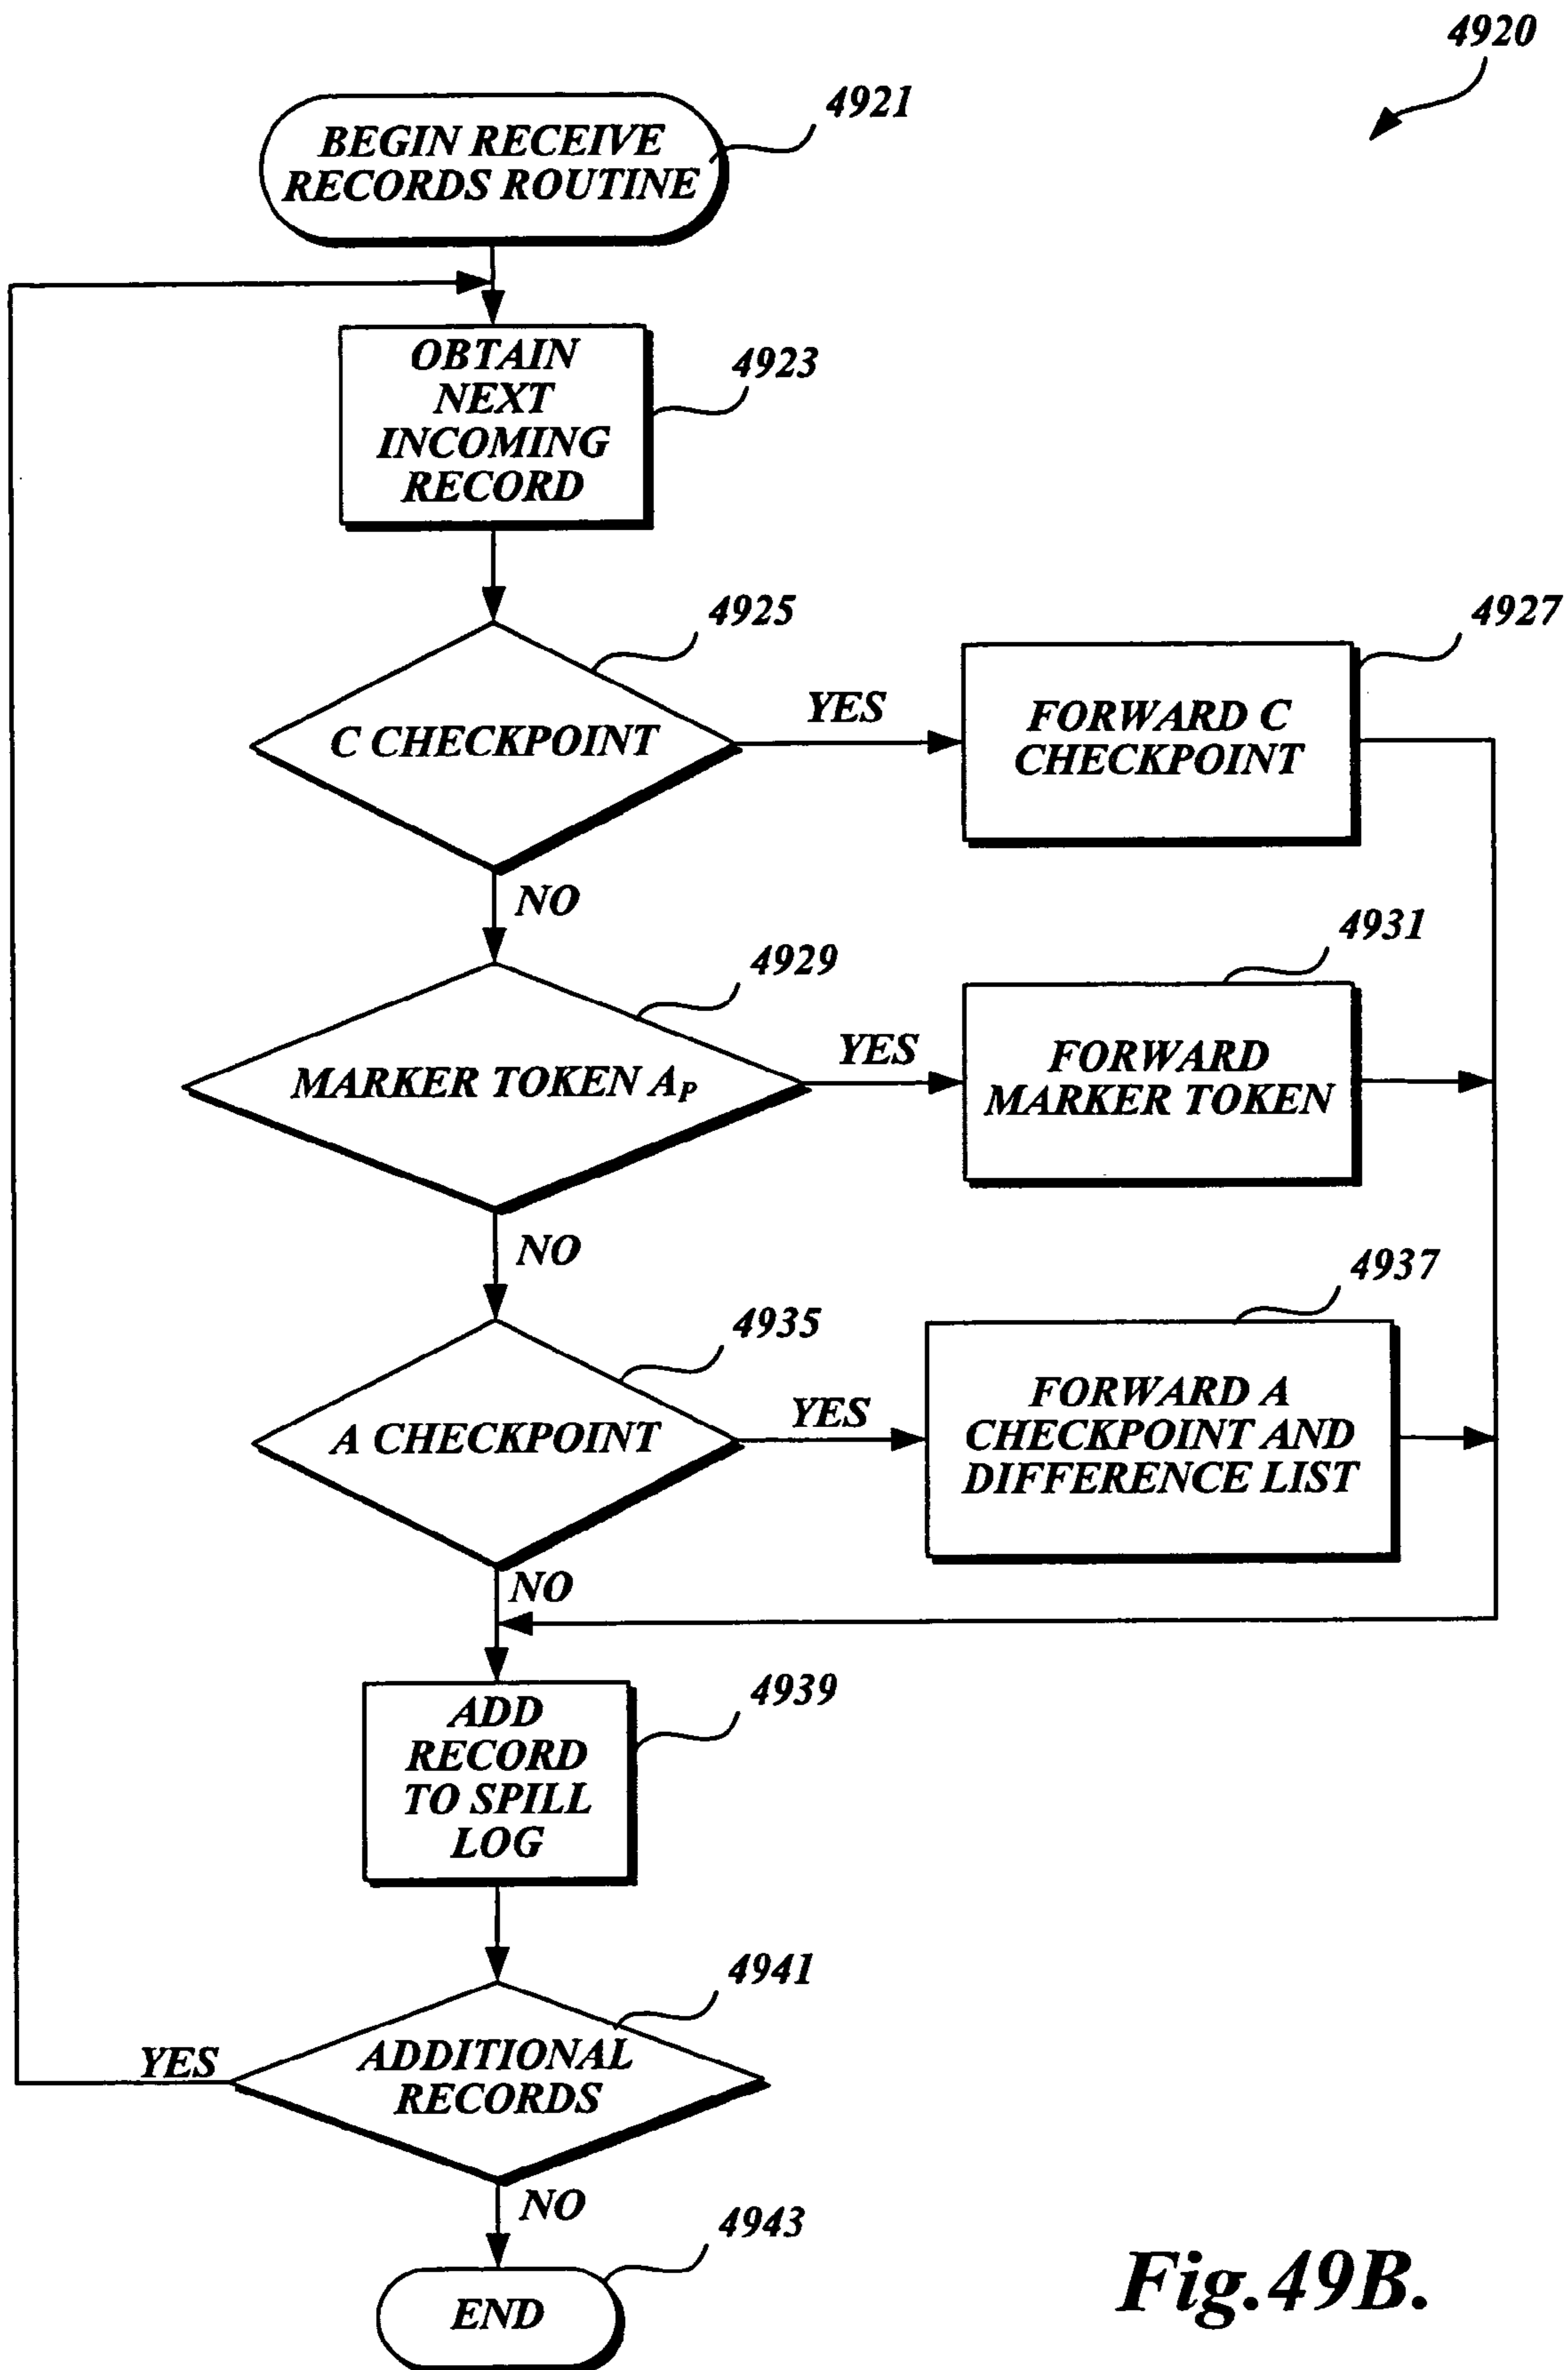 4920
4921
BEGIN RECEIVE
RECORDS ROUTINE
OBTAIN
NEXT
INCOMING
RECORD
4923
4925
C CHECKPOINT
YES
FORWARD C
CHECKPOINT
4927
NO
4929
MARKER TOKEN AP
YES
FORWARD
MARKER TOKEN
4931
NO
4935
A CHECKPOINT
YES
FORWARD A
CHECKPOINT AND
DIFFERENCE LIST
4937
NO
ADD
RECORD
TO SPILL
LOG
4939
4941
ADDITIONAL
RECORDS
YES
NO
4943
END
Fig.49B.